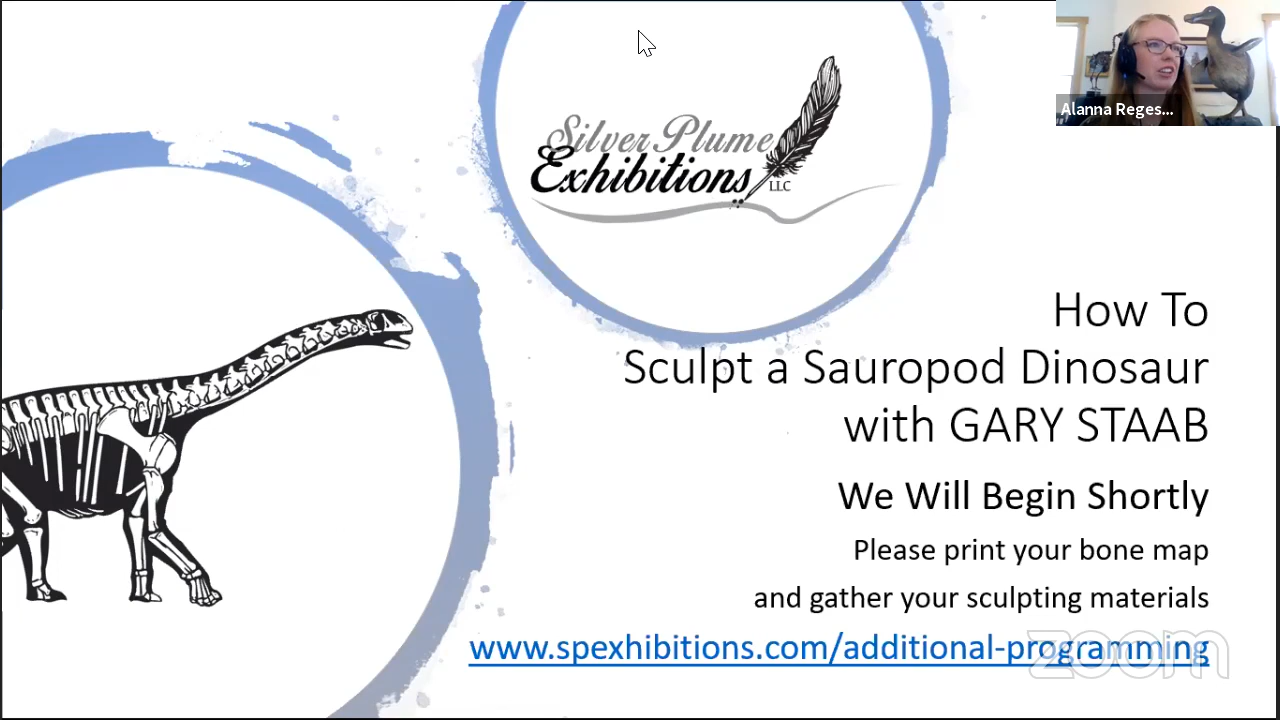 Silver Plume
Exhibitions
LLC
Alanna Reges...
How To
Sculpt a Sauropod Dinosaur
with GARY STAAB
We Will Begin Shortly
Please print your bone map
and gather your sculpting materials
www.spexhibitions.com/additional-programming
zoom